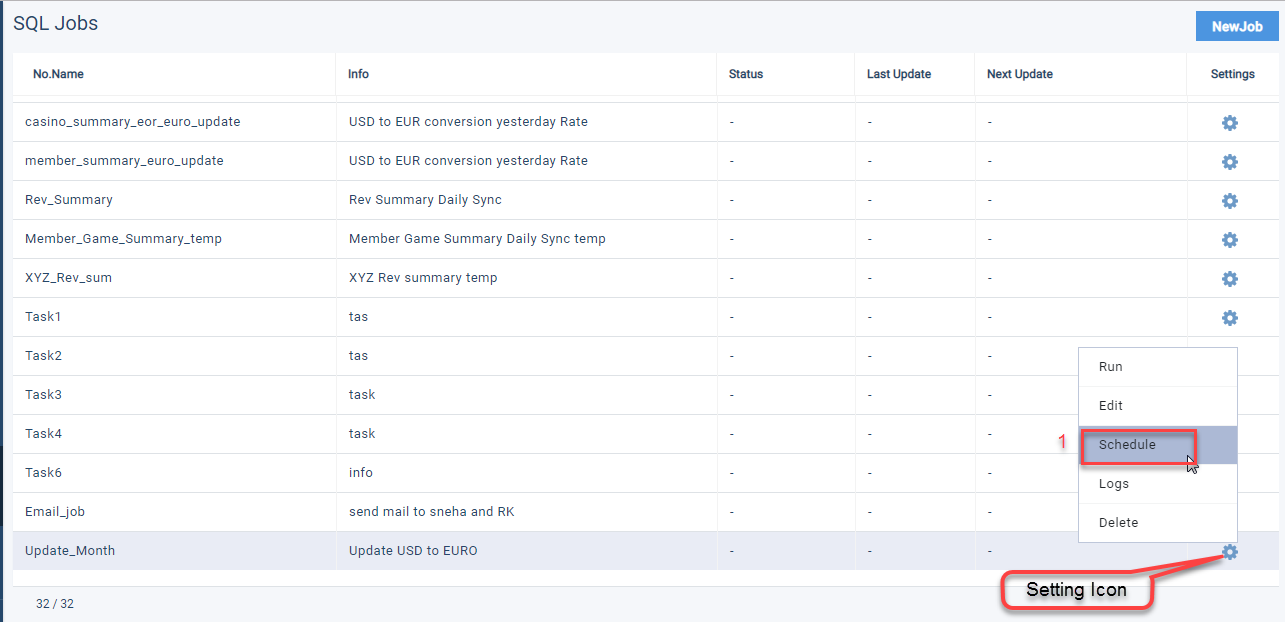 SQL Jobs
NewJob
No.Name Info Status Last Update Next Update Settings
casino_summary_eor_euro_update USD to EUR conversion yesterday Rate - - -
member_summary_euro_update USD to EUR conversion yesterday Rate - - -
Rev_Summary Rev Summary Daily Sync - - -
Member_Game_Summary_temp Member Game Summary Daily Sync temp - - -
XYZ_Rev_sum XYZ Rev summary temp - - -
Task1 tas - - -
Task2 tas - - -
Run
Task3 task - - -
Edit
Task4 task - - -
1 Schedule
Task6 info - - -
Logs
Email_job send mail to sneha and RK - - -
Delete
Update_Month Update USD to EURO - - -
Setting Icon
32 / 32